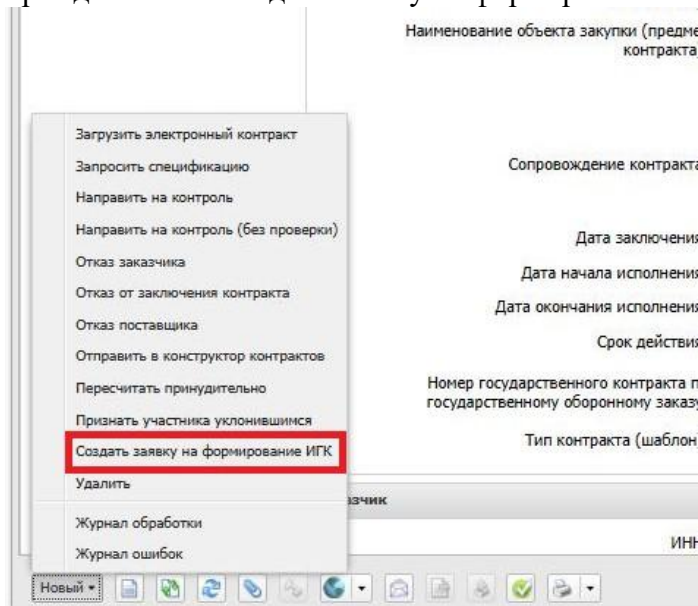 Наименование объекта закупки (предме
контракта
Загрузить электронный контракт
Запросить спецификацию
Направить на контроль
Направить на контроль (без проверки)
Отказ заказчика
Отказ от заключения контракта
Отказ поставщика
Отправить в конструктор контрактов
Пересчитать принудительно
Признать участника уклонившимся
Создать заявку на формирование ИГК
Удалить
Журнал обработки
Журнал ошибок
Сопровождение контракта
Дата заключения
Дата начала исполнения
Дата окончания исполнения
Срок действия
Номер государственного контракта п
государственному оборонному заказу
Тип контракта (шаблон)
зчик
ИНН
Новый